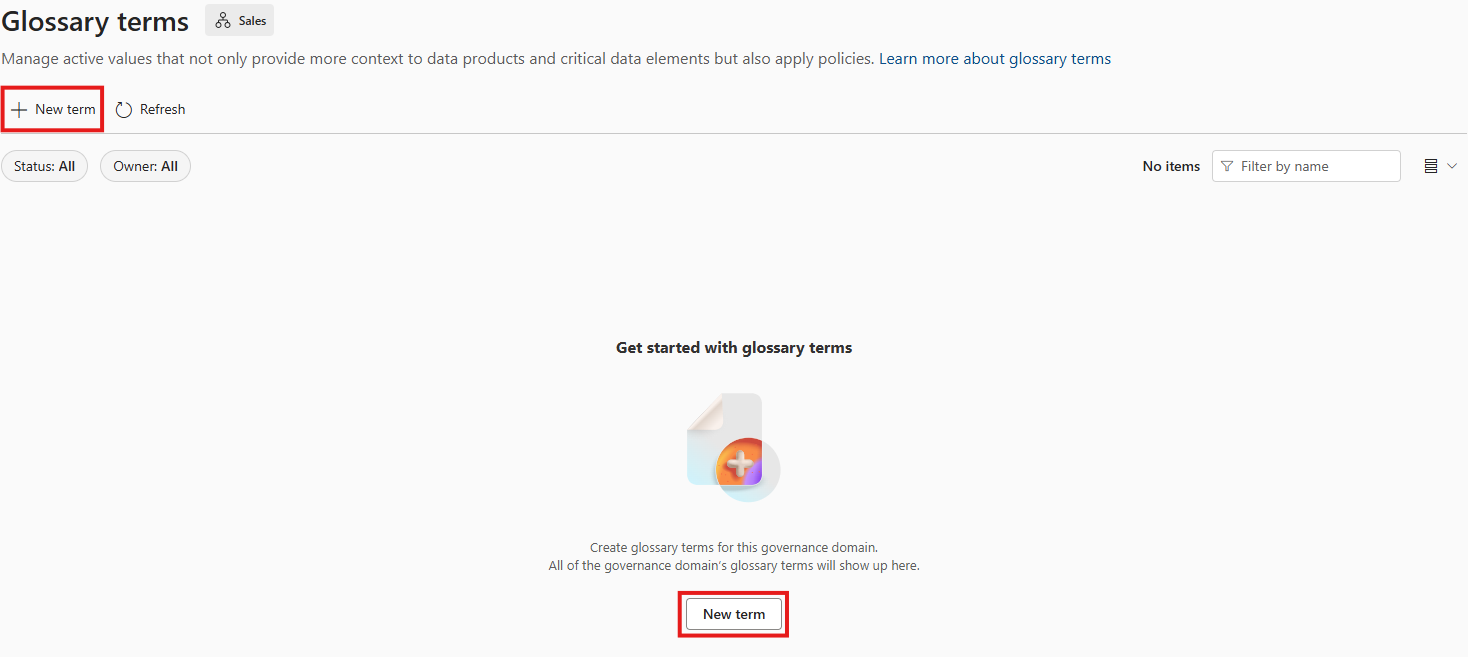 Glossary terms Sales
Manage active values that not only provide more context to data products and critical data elements but also apply policies. Learn more about glossary terms
New term Refresh
Status: All Owner: All No items Filter by name
Get started with glossary terms
Create glossary terms for this governance domain.
All of the governance domain's glossary terms will show up here.
New term